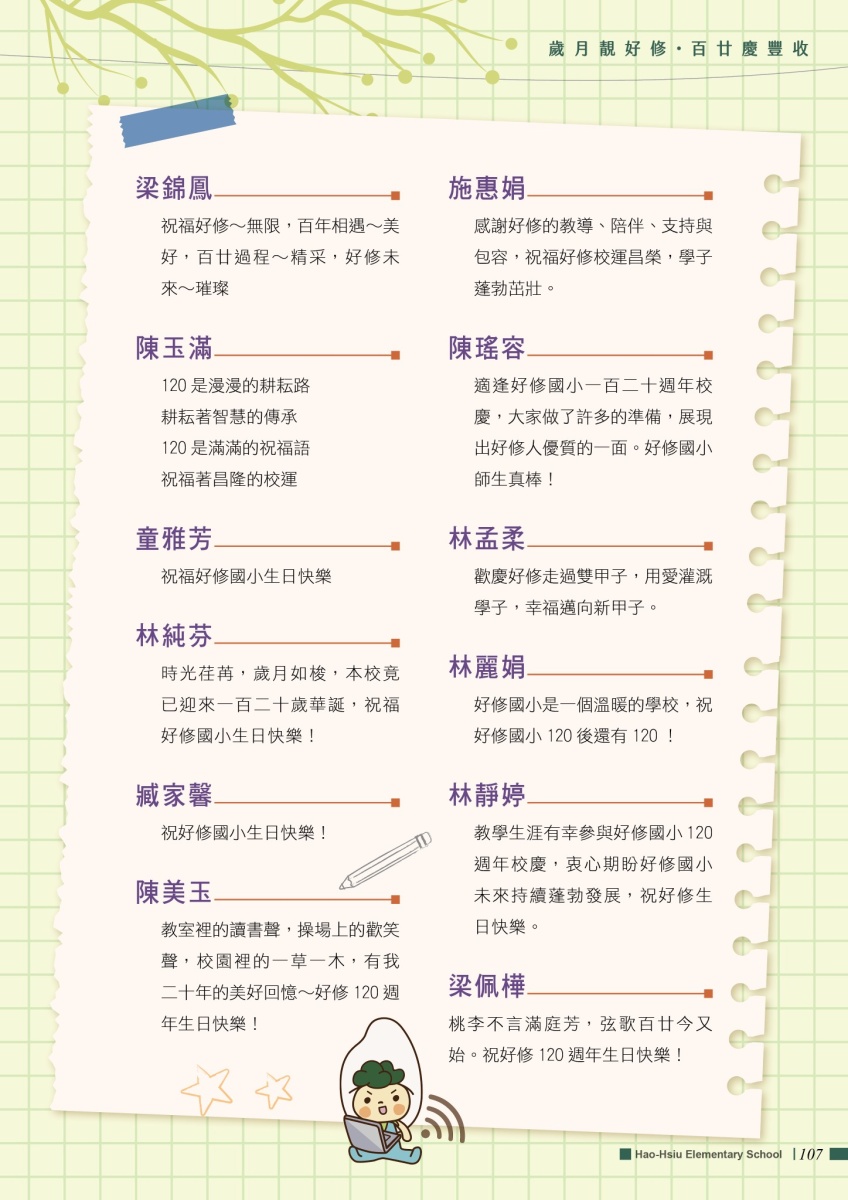 歲月靚好修·百廿慶豐收
梁錦鳳
祝福好修～無限，百年相遇～美
好，百廿過程～精采，好修未
來～璀璨
陳玉滿
120 是漫漫的耕耘路
耕耘著智慧的傳承
120 是滿滿的祝福語
祝福著昌隆的校運
童雅芳
祝福好修國小生日快樂
林純芬
時光荏苒，歲月如梭，本校竟
已迎來一百二十歲華誕，祝福
好修國小生日快樂！
臧家馨
祝好修國小生日快樂！
陳美玉
教室裡的讀書聲，操場上的歡笑
聲，校園裡的一草一木，有我
二十年的美好回憶～好修 120 週
年生日快樂！
施惠娟
感謝好修的教導、陪伴、支持與
包容，祝福好修校運昌榮，學子
蓬勃茁壯。
陳瑤容
適逢好修國小一百二十週年校
慶，大家做了許多的準備，展現
出好修人優質的一面。好修國小
師生真棒！
林孟柔
歡慶好修走過雙甲子，用愛灌溉
學子，幸福邁向新甲子。
林麗娟
好修國小是一個溫暖的學校，祝
好修國小 120 後還有 120 ！
林靜婷
教學生涯有幸參與好修國小 120
週年校慶，衷心期盼好修國小
未來持續蓬勃發展，祝好修生
日快樂。
梁佩樺
桃李不言滿庭芳，弦歌百廿今又
始。祝好修 120 週年生日快樂！
Hao-Hsiu Elementary School | 107